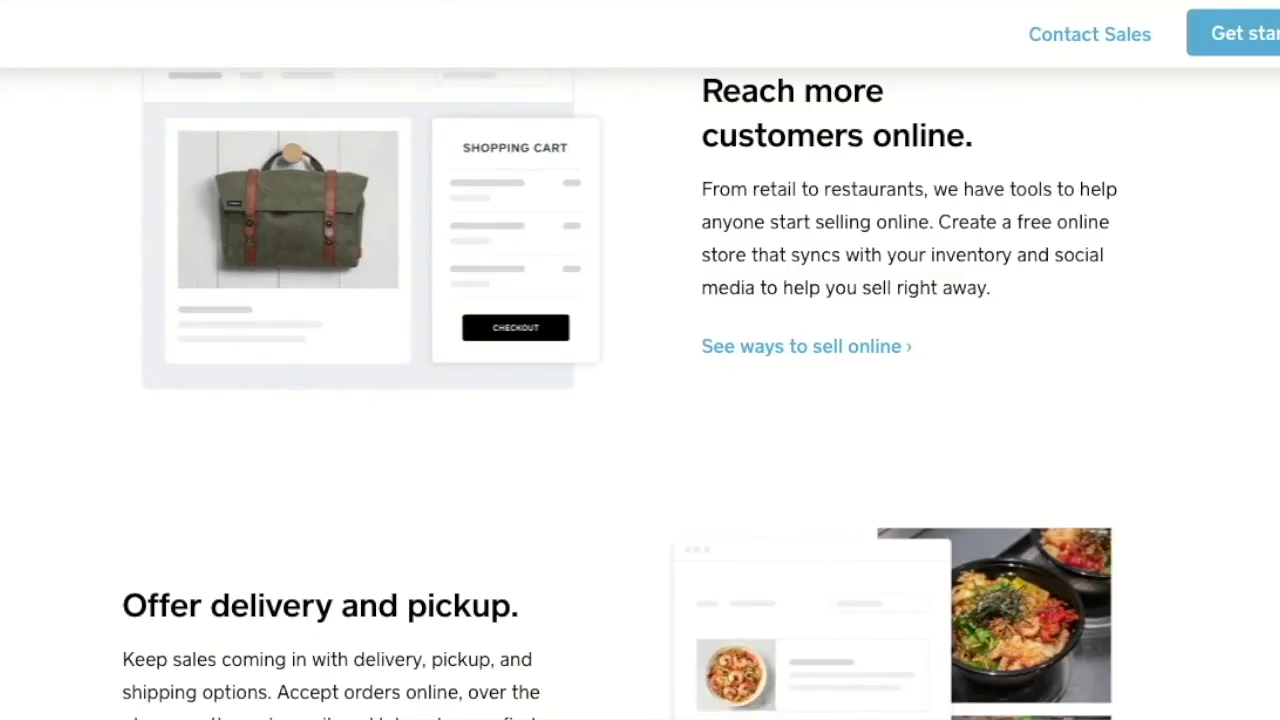 Contact Sales
Get star
Reach more
customers online.
SHOPPING CART
From retail to restaurants, we have tools to help
anyone start selling online. Create a free online
store that syncs with your inventory and social
media to help you sell right away.
CHECKOUT
See ways to sell online ›
Offer delivery and pickup.
Keep sales coming in with delivery, pickup, and
shipping options. Accept orders online, over the